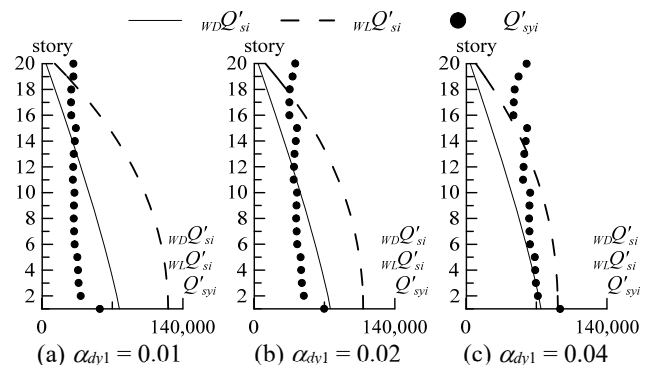 WDQ′si WLQ′si Q′syi
story story story
20 20 20
18 18 18
16 16 16
14 14 14
12 12 12
10 10 10
8 8 8
6 WDQ′si 6 WDQ′si 6 WDQ′si
4 WLQ′si 4 WLQ′si 4 WLQ′si
2 Q′syi 2 Q′syi 2 Q′syi
0 140,000 0 140,000 0 140,000
(a) αdy1 = 0.01 (b) αdy1 = 0.02 (c) αdy1 = 0.04